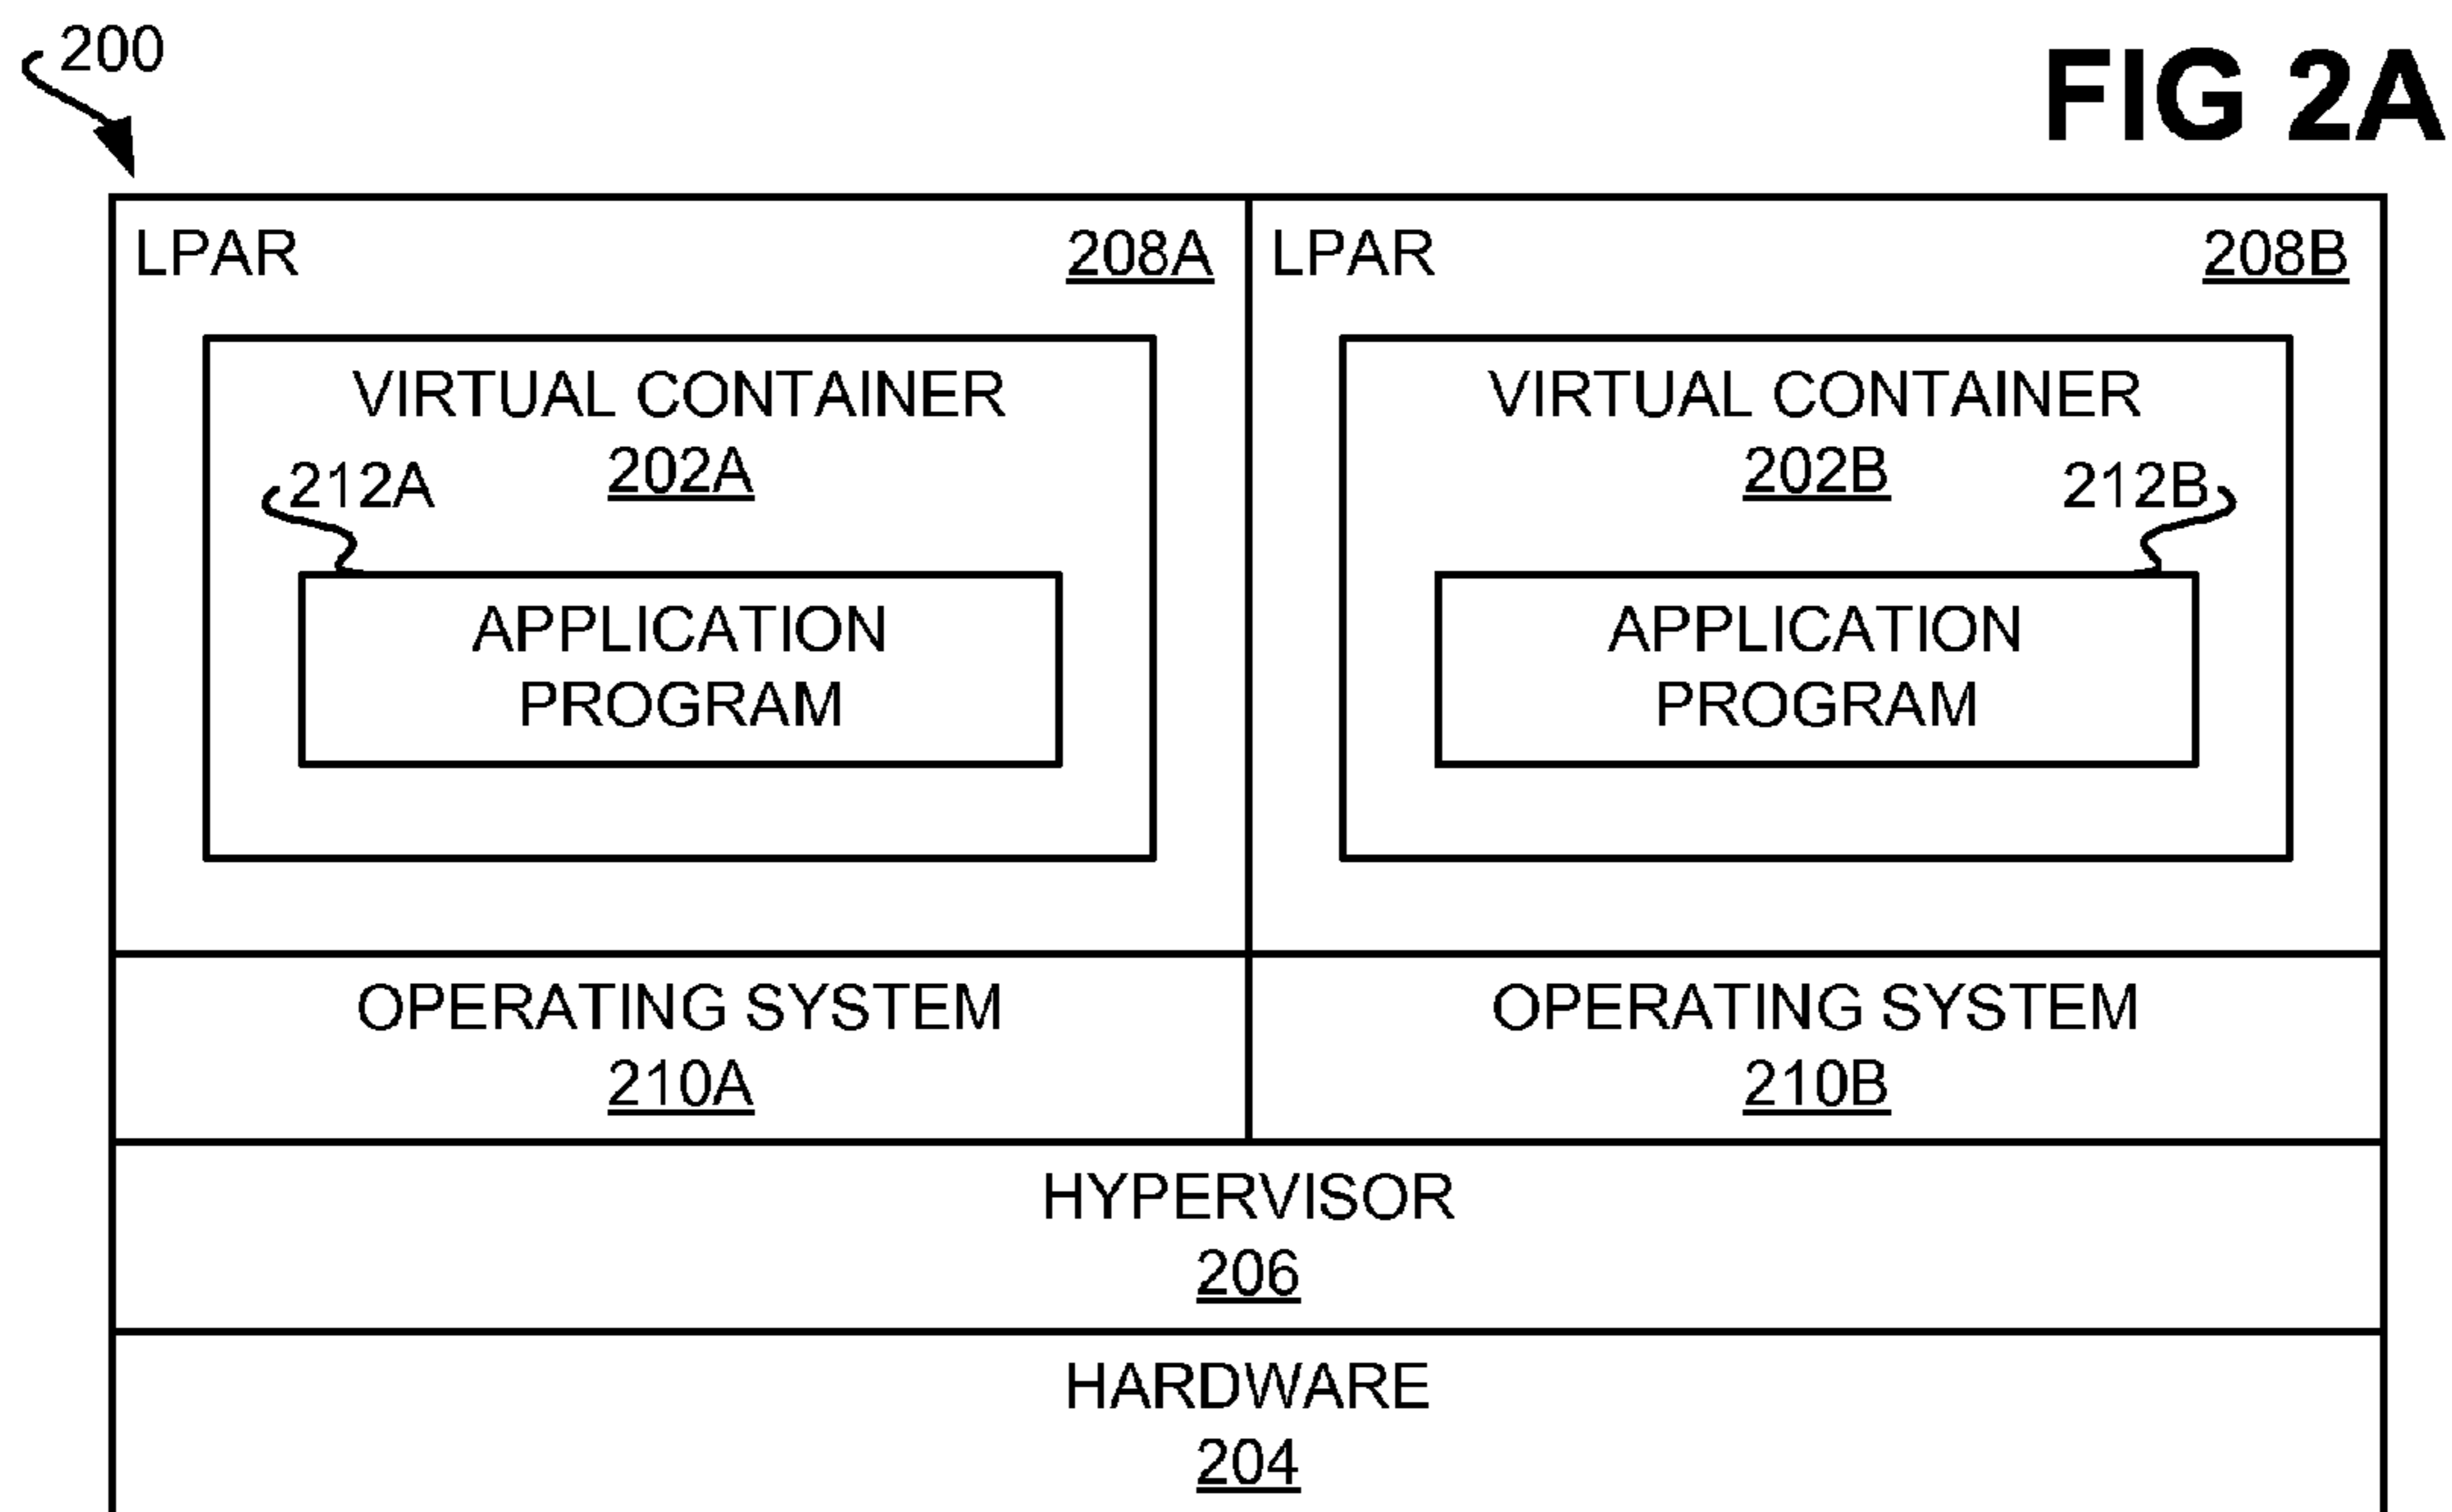 200
FIG 2A
LPAR 208A
LPAR 208B
VIRTUAL CONTAINER
202A
212A
APPLICATION
PROGRAM
VIRTUAL CONTAINER
202B
212B
APPLICATION
PROGRAM
OPERATING SYSTEM
210A
OPERATING SYSTEM
210B
HYPERVISOR
206
HARDWARE
204